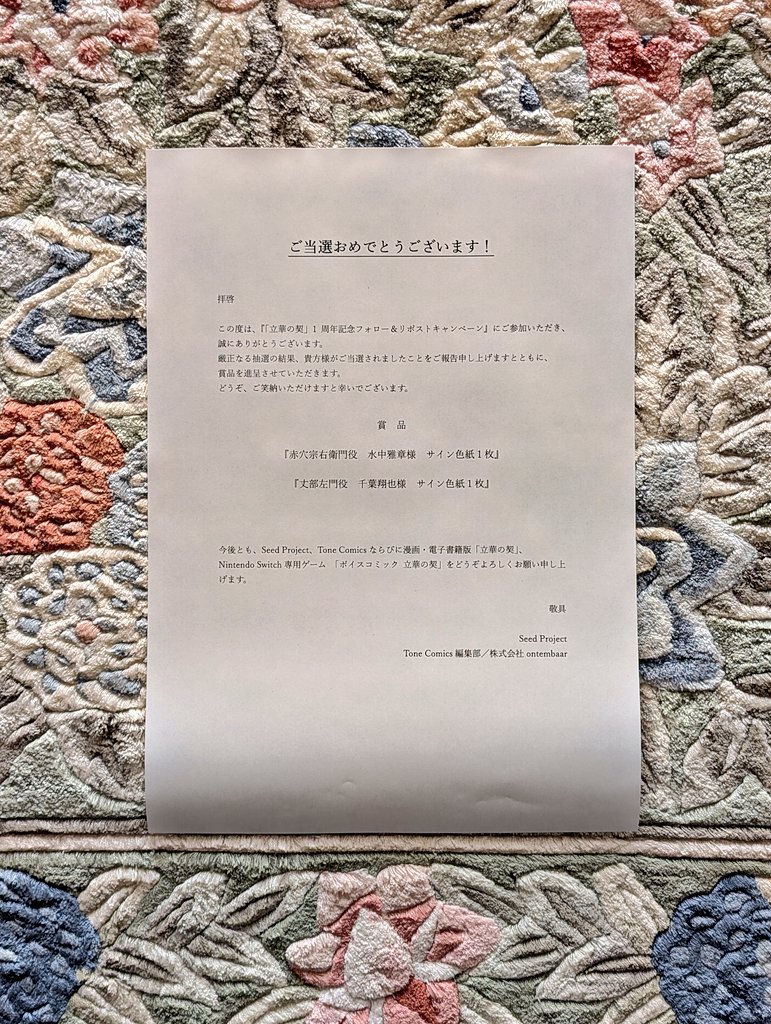 ご当選おめでとうございます！
拝啓
この度は、『「立華の契」1 周年記念フォロー＆リポストキャンペーン』にご参加いただき、
誠にありがとうございます。
厳正なる抽選の結果、貴方様がご当選されましたことをご報告申し上げますとともに、
賞品を進呈させていただきます。
どうぞ、ご笑納いただけますと幸いでございます。
賞　品
『赤穴宗右衛門役　水中雅章様　サイン色紙１枚』
『丈部左門役　千葉翔也様　サイン色紙１枚』
今後とも、Seed Project、Tone Comics ならびに漫画・電子書籍版「立華の契」、
Nintendo Switch 専用ゲーム 「ボイスコミック 立華の契」をどうぞよろしくお願い申し上
げます。
敬具
Seed Project
Tone Comics 編集部／株式会社 ontembaar